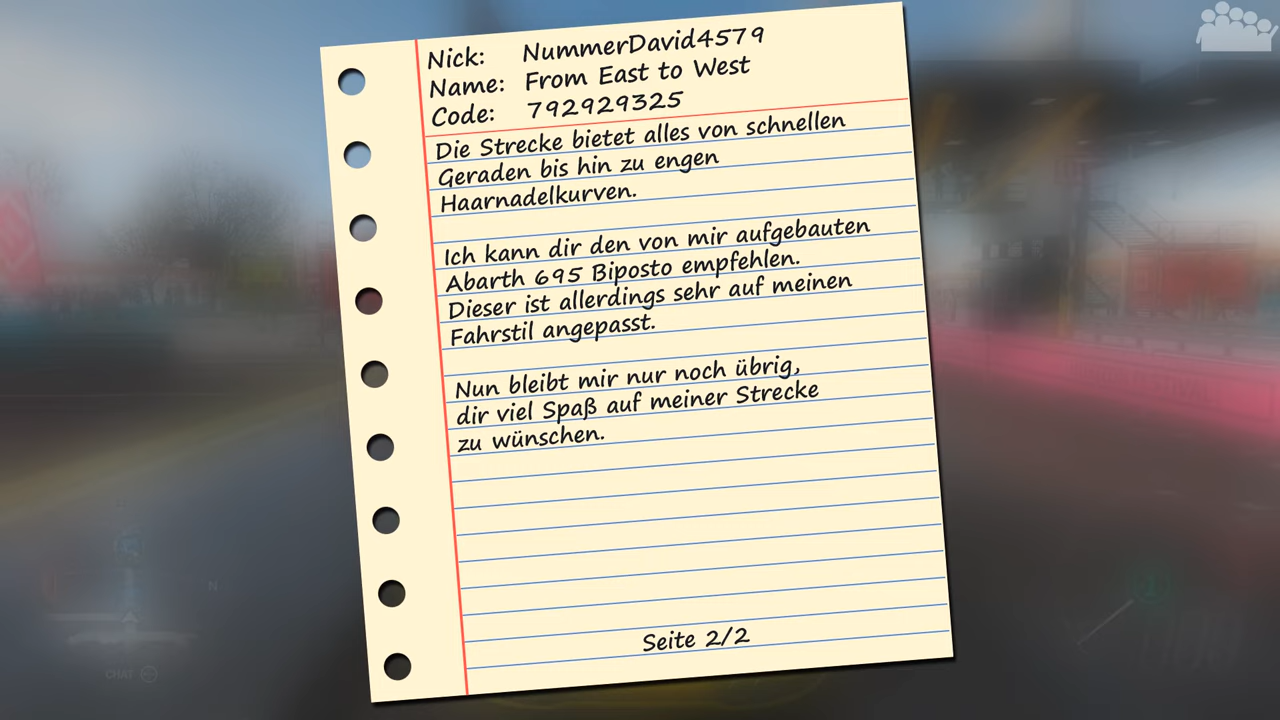 Nick: NummerDavid4579
Name: From East to West
Code: 792929325
Die Strecke bietet alles von schnellen
Geraden bis hin zu engen
Haarnadelkurven.
Ich kann dir den von mir aufgebauten
Abarth 695 Biposto empfehlen.
Dieser ist allerdings sehr auf meinen
Fahrstil angepasst.
Nun bleibt mir nur noch übrig,
dir viel Spaß auf meiner Strecke
zu wünschen.
Seite 2/2
N
CHAT